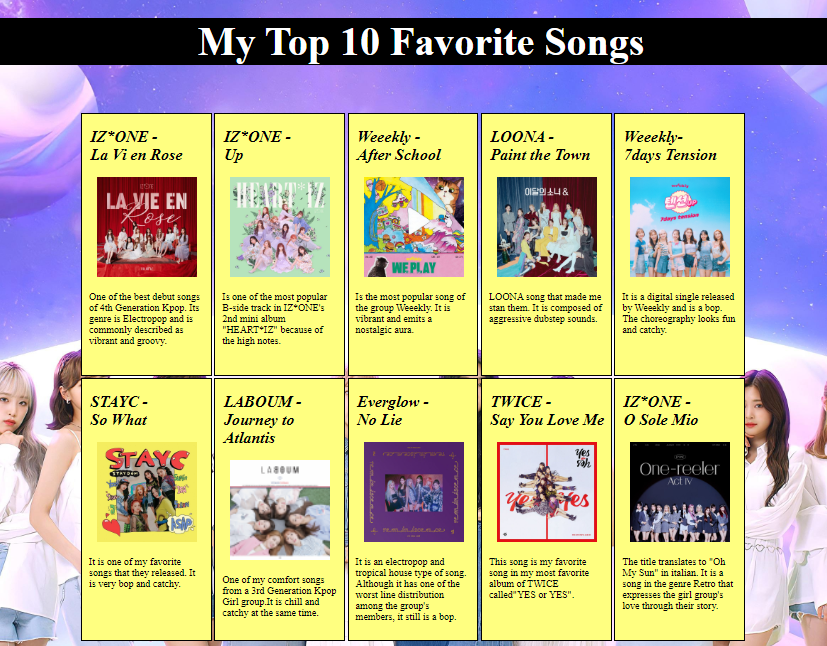 My Top 10 Favorite Songs
IZ*ONE -
La Vi en Rose
LA VIE EN
Rose
One of the best debut songs
of 4th Generation Kpop. Its
genre is Electropop and is
commonly described as
vibrant and groovy.
IZ*ONE -
Up
HEART*IZ
Is one of the most popular
B-side track in IZ*ONE's
2nd mini album
"HEART*IZ" because of
the high notes.
Weeekly -
After School
WE PLAY
Is the most popular song of
the group Weeekly. It is
vibrant and emits a
nostalgic aura.
LOONA -
Paint the Town
이달의 소녀 &
LOONA song that made me
stan them. It is composed of
aggressive dubstep sounds.
Weeekly-
7days Tension
7days tension
It is a digital single released
by Weeekly and is a bop.
The choreography looks fun
and catchy.
STAYC -
So What
STAYC
STAYDOM
ASAP
It is one of my favorite
songs that they released. It
is very bop and catchy.
LABOUM -
Journey to
Atlantis
LABOUM
One of my comfort songs
from a 3rd Generation Kpop
Girl group.It is chill and
catchy at the same time.
Everglow -
No Lie
It is an electropop and
tropical house type of song.
Although it has one of the
worst line distribution
among the group's
members, it still is a bop.
TWICE -
Say You Love Me
yes
or
yes
Yes
This song is my favorite
song in my most favorite
album of TWICE
called"YES or YES".
IZ*ONE -
O Sole Mio
One-reeler
Act IV
The title translates to "Oh
My Sun" in italian. It is a
song in the genre Retro that
expresses the girl group's
love through their story.